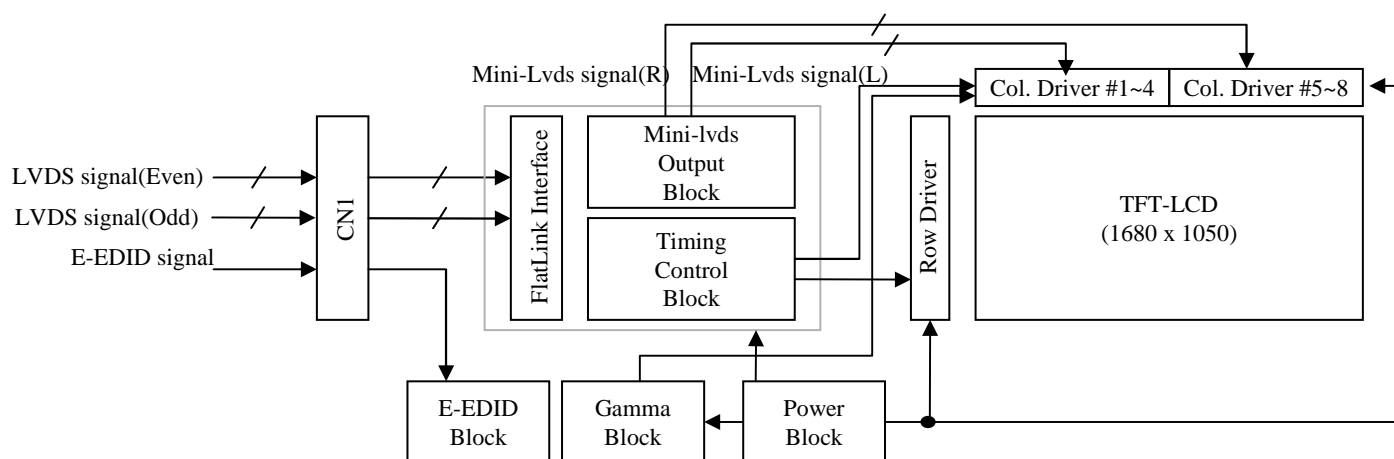 Mini-Lvds signal(R)
Mini-Lvds signal(L)
Col. Driver #1~4
Col. Driver #5~8
LVDS signal(Even)
LVDS signal(Odd)
E-EDID signal
CN1
FlatLink Interface
Mini-lvds
Output
Block
Timing
Control
Block
Row Driver
TFT-LCD
(1680 x 1050)
E-EDID
Block
Gamma
Block
Power
Block